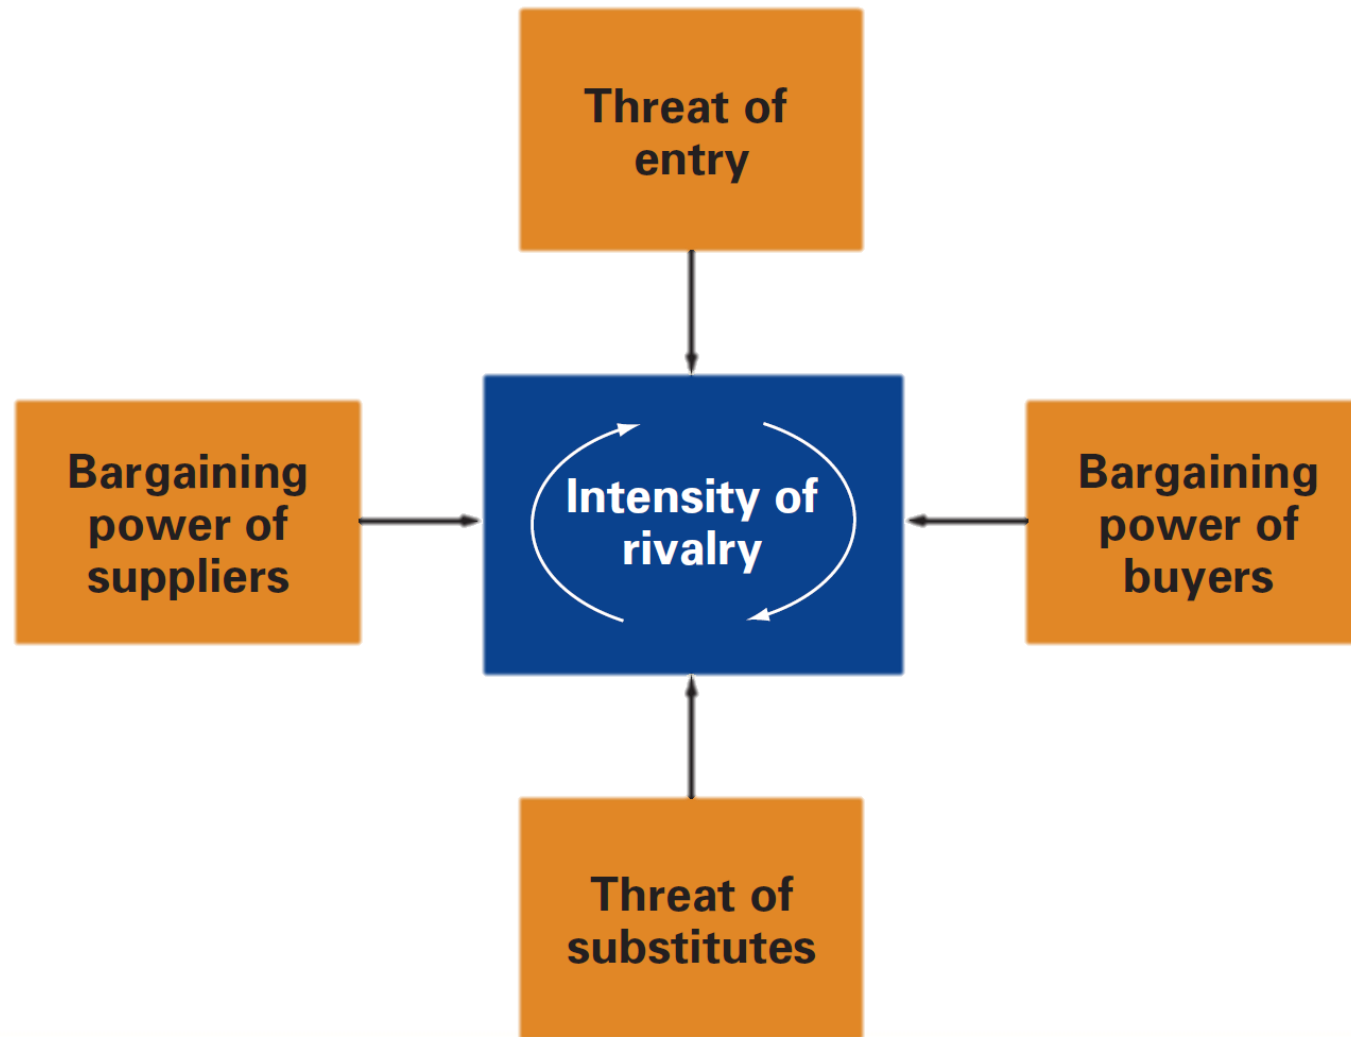 Threat of
entry
Bargaining
power of
suppliers
Intensity of
rivalry
Bargaining
power of
buyers
Threat of
substitutes